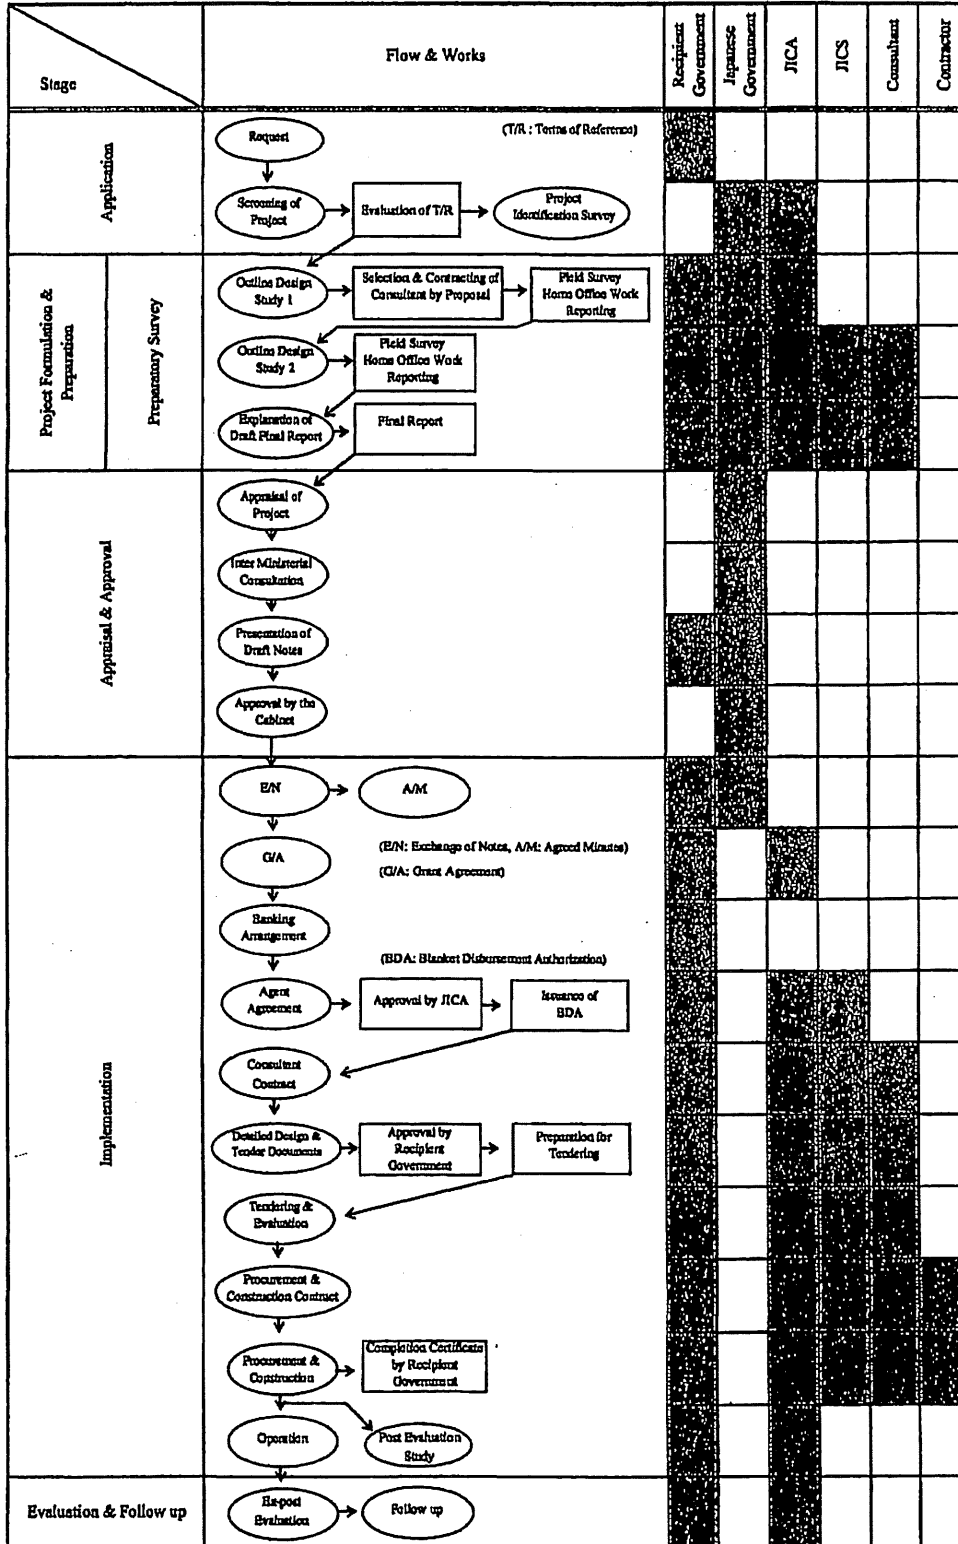 Stage
Flow & Works
Recipient
Government
Japanese
Government
JICA
JICS
Consultant
Contractor
Application
Request
(T/R : Terms of Reference)
Screening of
Project
Evaluation of T/R
Project
Identification Survey
Project Formulation &
Preparation
Preparatory Survey
Outline Design
Study 1
Selection & Contracting of
Consultant by Proposal
Field Survey
Home Office Work
Reporting
Outline Design
Study 2
Field Survey
Home Office Work
Reporting
Explanation of
Draft Final Report
Final Report
Appraisal & Approval
Appraisal of
Project
Inter Ministerial
Consultation
Presentation of
Draft Notes
Approval by the
Cabinet
Implementation
E/N
A/M
G/A
(E/N: Exchange of Notes, A/M: Agreed Minutes)
(G/A: Grant Agreement)
Banking
Arrangement
(BDA: Blanket Disbursement Authorization)
Agent
Agreement
Approval by JICA
Issuance of
BDA
Consultant
Contract
Detailed Design &
Tender Documents
Approval by
Recipient
Government
Preparation for
Tendering
Tendering &
Evaluation
Procurement &
Construction Contract
Procurement &
Construction
Completion Certificate
by Recipient
Government
Operation
Post Evaluation
Study
Evaluation & Follow up
Ex-post
Evaluation
Follow up